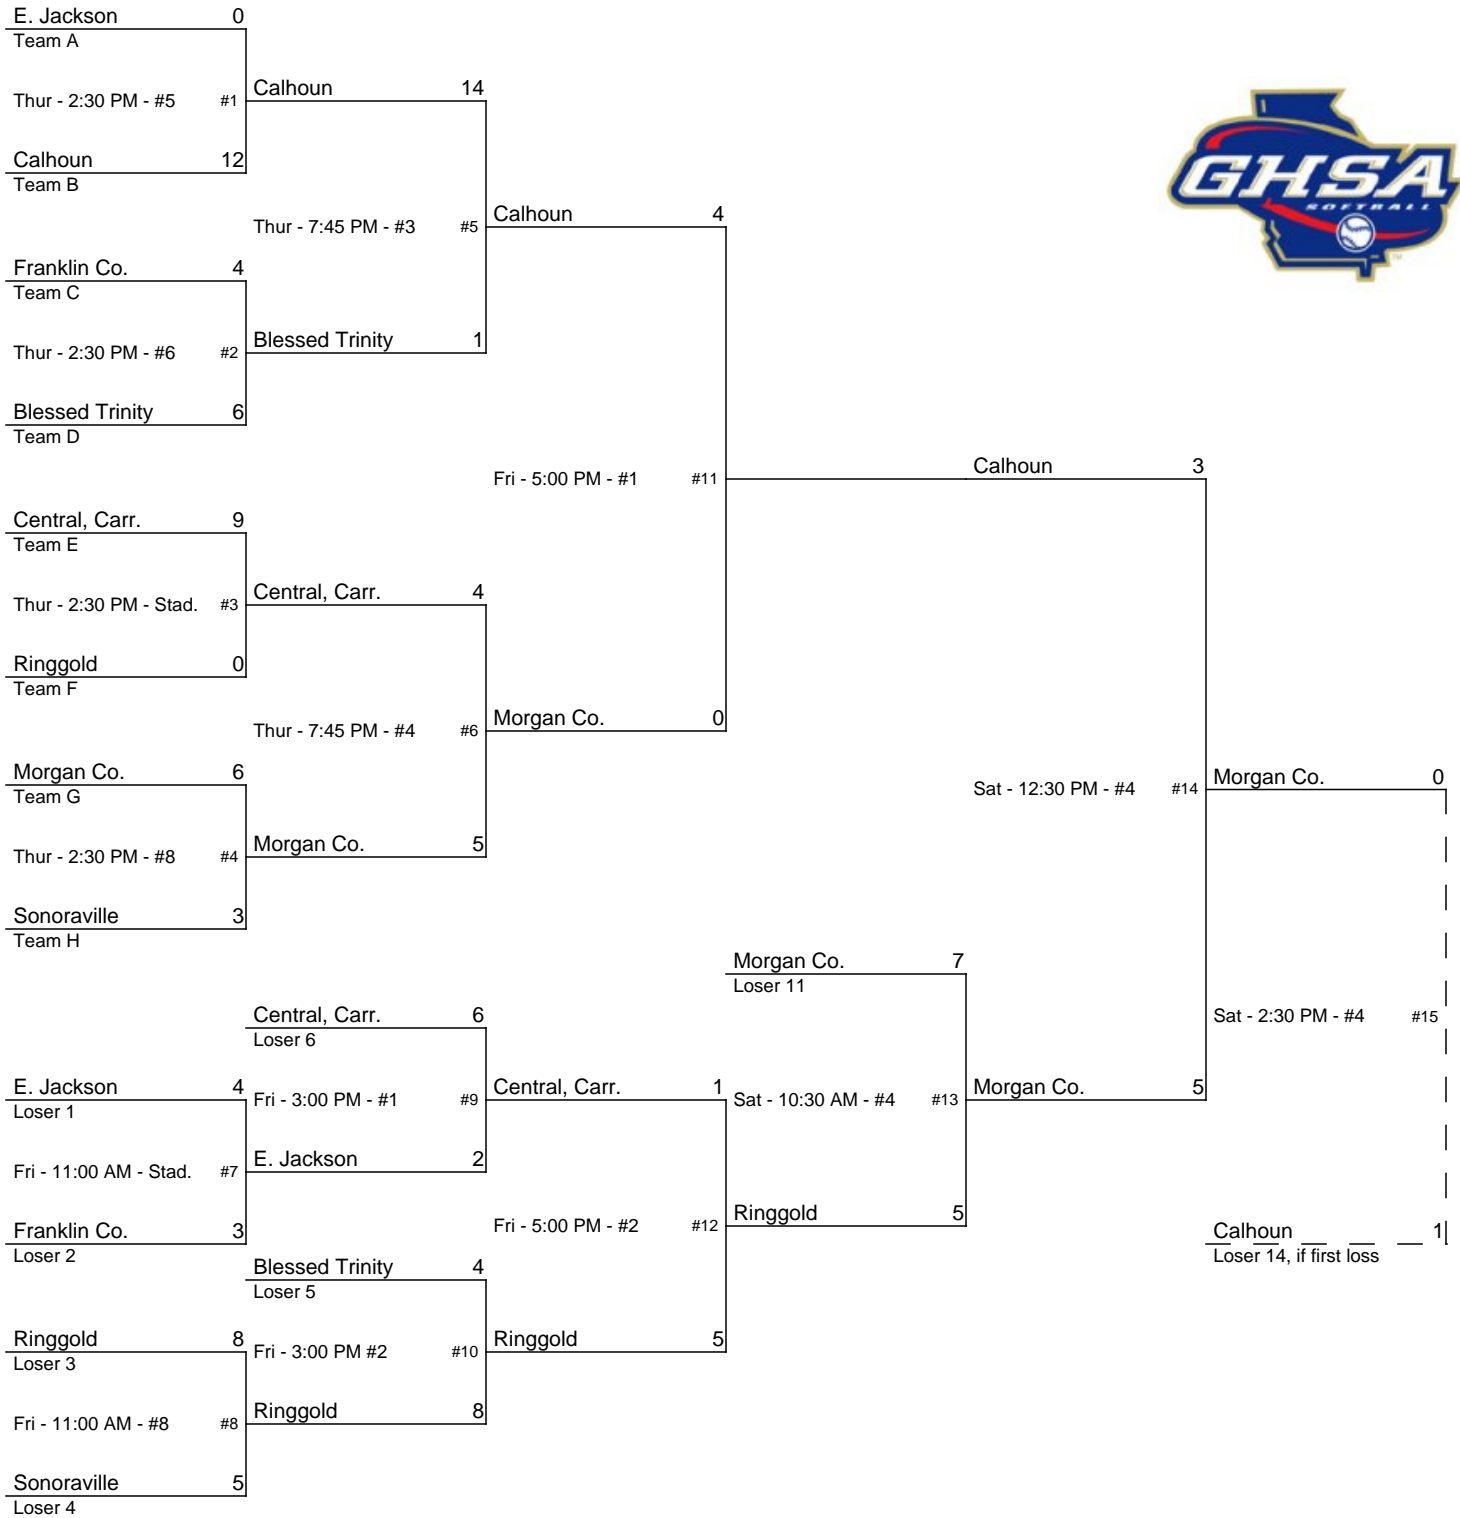 E. Jackson 0
Team A
Thur - 2:30 PM - #5 #1
Calhoun 14
Calhoun 12
Team B
Thur - 7:45 PM - #3 #5
Calhoun 4
Franklin Co. 4
Team C
Thur - 2:30 PM - #6 #2
Blessed Trinity 1
Blessed Trinity 6
Team D
Fri - 5:00 PM - #1 #11
Calhoun 3
Central, Carr. 9
Team E
Thur - 2:30 PM - Stad. #3
Central, Carr. 4
Ringgold 0
Team F
Thur - 7:45 PM - #4 #6
Morgan Co. 0
Morgan Co. 6
Team G
Sat - 12:30 PM - #4 #14
Morgan Co. 0
Thur - 2:30 PM - #8 #4
Morgan Co. 5
Sonoraville 3
Team H
Morgan Co. 7
Loser 11
Central, Carr. 6
Loser 6
Sat - 2:30 PM - #4 #15
E. Jackson 4
Loser 1
Fri - 3:00 PM - #1 #9
Central, Carr. 1
Sat - 10:30 AM - #4 #13
Morgan Co. 5
Fri - 11:00 AM - Stad. #7
E. Jackson 2
Fri - 5:00 PM - #2 #12
Ringgold 5
Franklin Co. 3
Loser 2
Calhoun 1
Loser 14, if first loss
Blessed Trinity 4
Loser 5
Ringgold 8
Loser 3
Fri - 3:00 PM #2 #10
Ringgold 5
Fri - 11:00 AM - #8 #8
Ringgold 8
Sonoraville 5
Loser 4
GHSA
SOFTBALL
TM